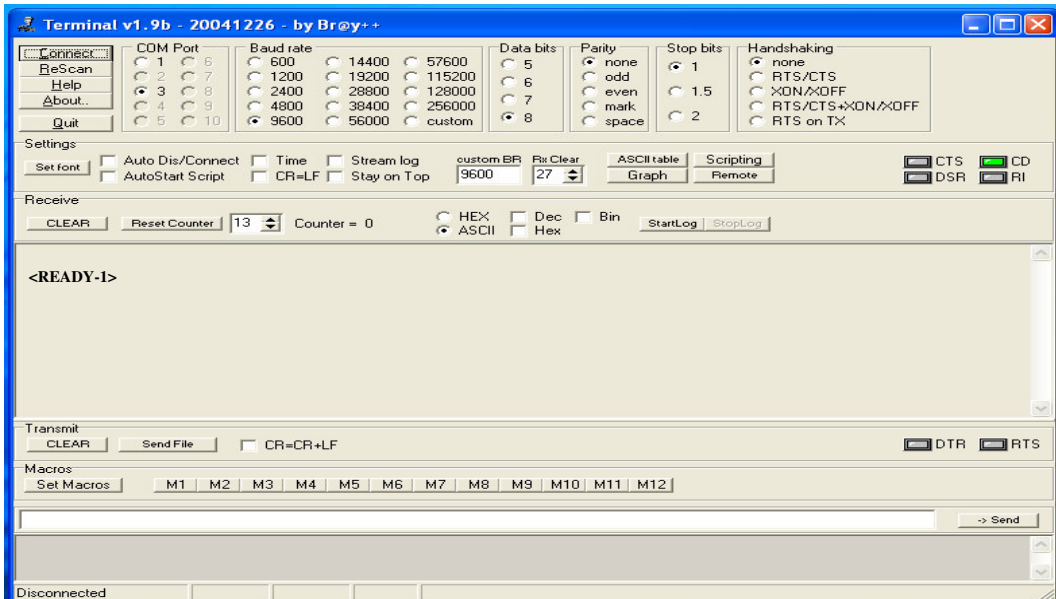 Terminal v1.9b - 20041226 - by Br@y++
Connect
ReScan
Help
About..
Quit
COM Port
1 6
2 7
3 8
4 9
5 10
Baud rate
600 14400 57600
1200 19200 115200
2400 28800 128000
4800 38400 256000
9600 56000 custom
Data bits
5
6
7
8
Parity
none
odd
even
mark
space
Stop bits
1
1.5
2
Handshaking
none
RTS/CTS
XON/XOFF
RTS/CTS+XON/XOFF
RTS on TX
Settings
Set font
Auto Dis/Connect Time Stream log
AutoStart Script CR=LF Stay on Top
custom BR Rx Clear
9600 27
ASCII table Scripting
Graph Remote
CTS CD
DSR RI
Receive
CLEAR Reset Counter 13 Counter = 0
HEX Dec Bin
ASCII Hex
StartLog StopLog
<READY-1>
Transmit
CLEAR Send File CR=CR+LF DTR RTS
Macros
Set Macros M1 M2 M3 M4 M5 M6 M7 M8 M9 M10 M11 M12
-> Send
Disconnected